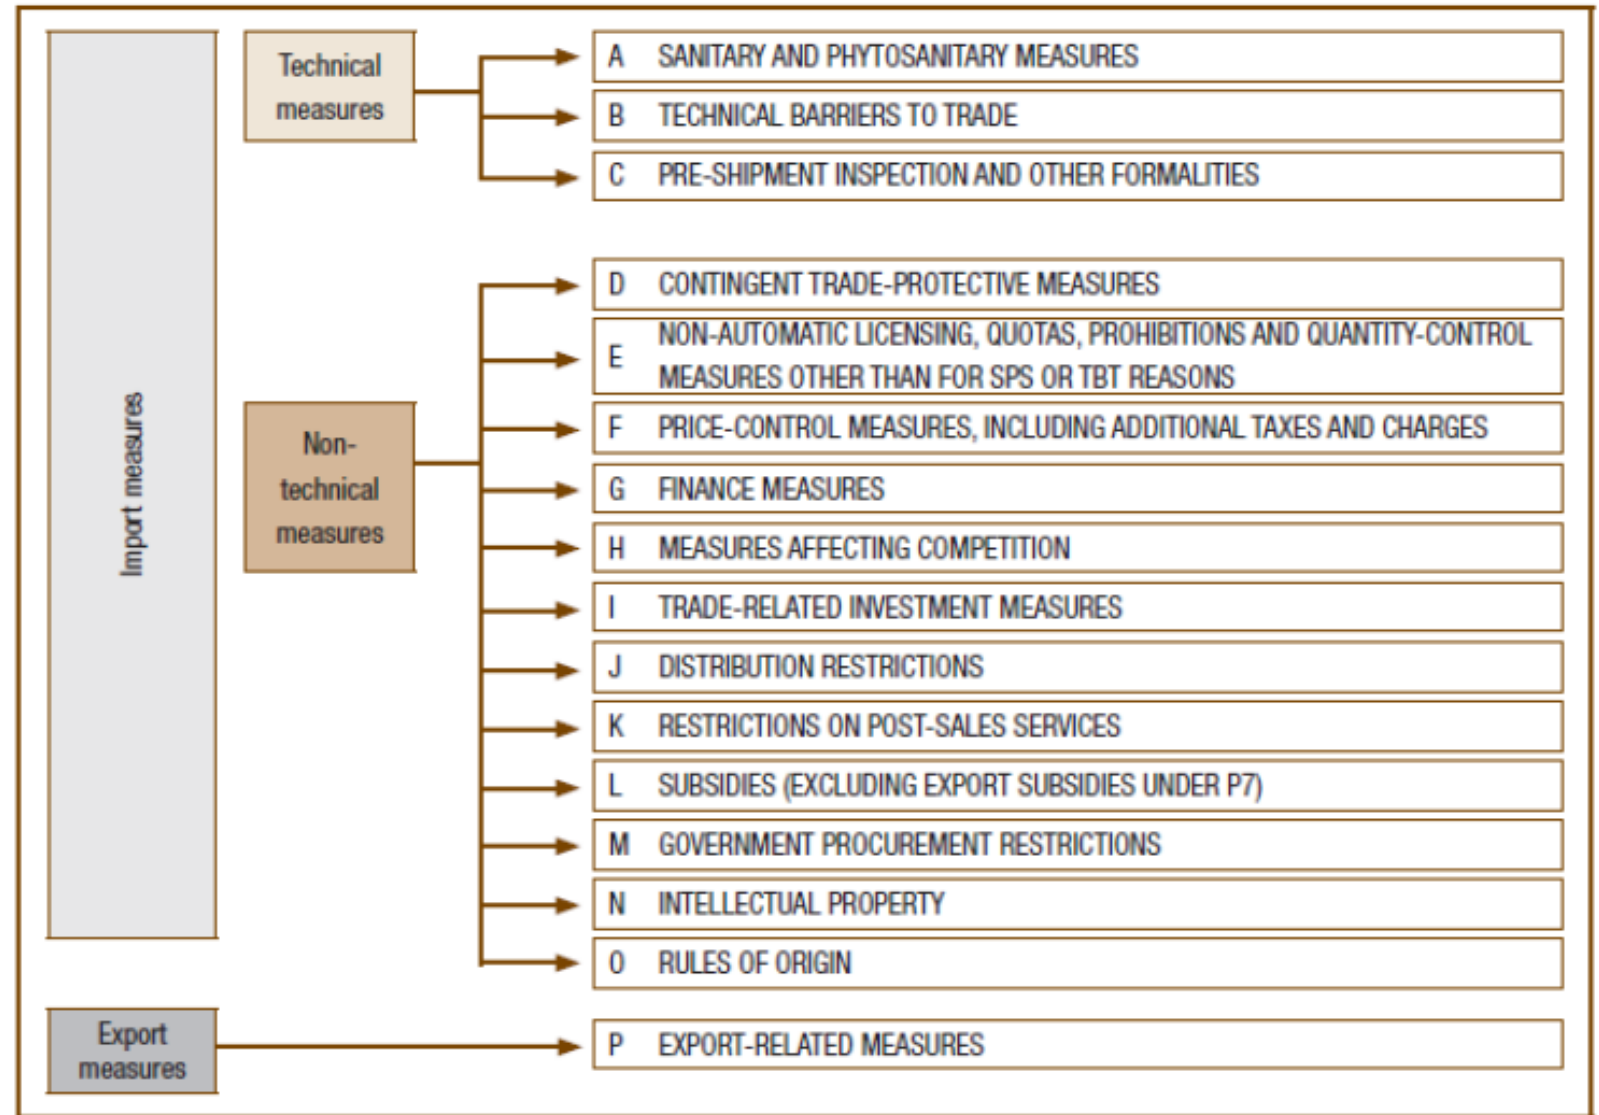 Import measures
Technical
measures
A SANITARY AND PHYTOSANITARY MEASURES
B TECHNICAL BARRIERS TO TRADE
C PRE-SHIPMENT INSPECTION AND OTHER FORMALITIES
Non-
technical
measures
D CONTINGENT TRADE-PROTECTIVE MEASURES
E NON-AUTOMATIC LICENSING, QUOTAS, PROHIBITIONS AND QUANTITY-CONTROL
MEASURES OTHER THAN FOR SPS OR TBT REASONS
F PRICE-CONTROL MEASURES, INCLUDING ADDITIONAL TAXES AND CHARGES
G FINANCE MEASURES
H MEASURES AFFECTING COMPETITION
I TRADE-RELATED INVESTMENT MEASURES
J DISTRIBUTION RESTRICTIONS
K RESTRICTIONS ON POST-SALES SERVICES
L SUBSIDIES (EXCLUDING EXPORT SUBSIDIES UNDER P7)
M GOVERNMENT PROCUREMENT RESTRICTIONS
N INTELLECTUAL PROPERTY
O RULES OF ORIGIN
Export
measures
P EXPORT-RELATED MEASURES